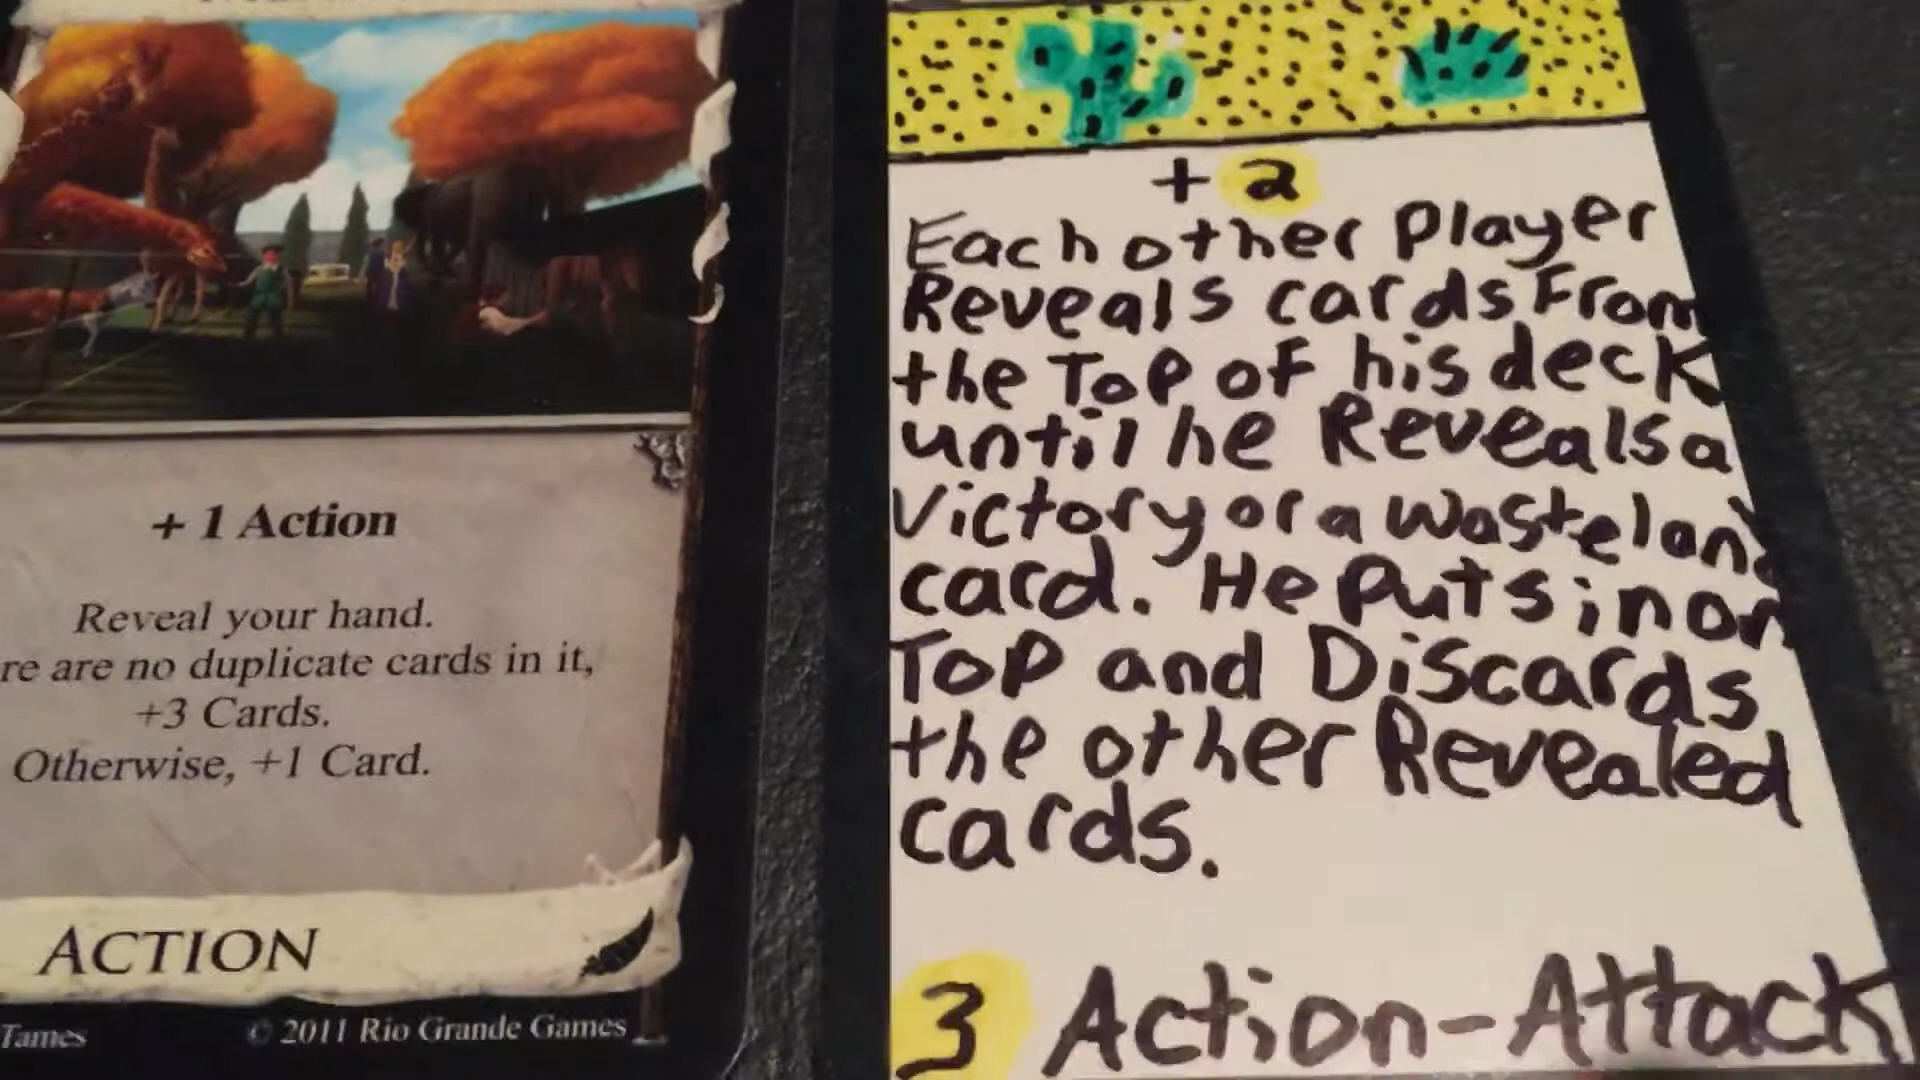 + 1 Action
Reveal your hand.
re are no duplicate cards in it,
+3 Cards.
Otherwise, +1 Card.
ACTION
Tames
© 2011 Rio Grande Games
+ 2
Each other Player
Reveals cards From
the Top of his deck
until he Reveals a
Victory or a Wasteland
card. He Puts in on
Top and Discards
the other Revealed
cards.
3 Action-Attack